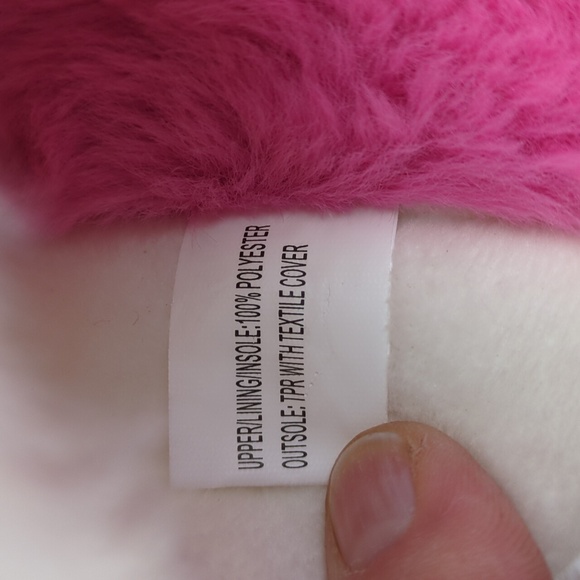 UPPER/LINING/INSOLE:100% POLYESTER
OUTSOLE: TPR WITH TEXTILE COVER